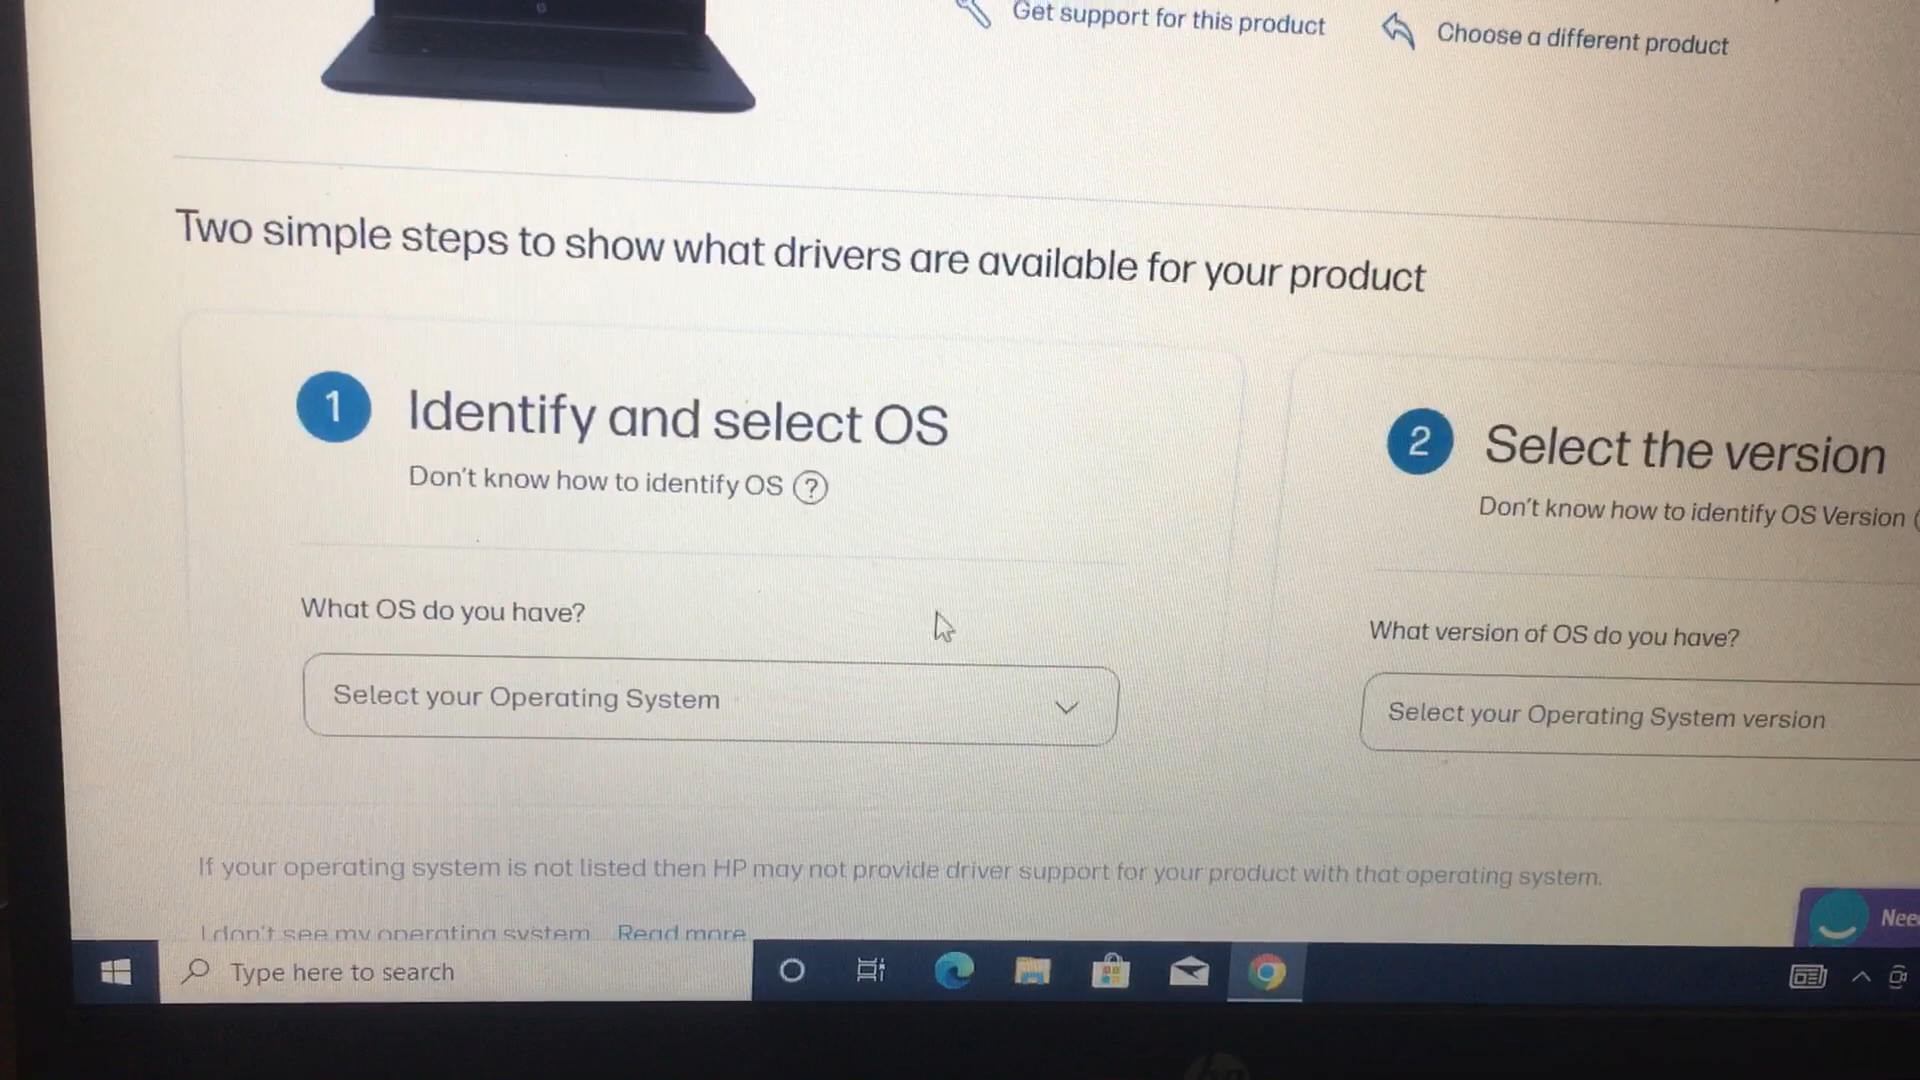 Get support for this product
Choose a different product
Two simple steps to show what drivers are available for your product
1
Identify and select OS
Don't know how to identify OS ?
What OS do you have?
Select your Operating System
2
Select the version
Don't know how to identify OS Version
What version of OS do you have?
Select your Operating System version
If your operating system is not listed then HP may not provide driver support for your product with that operating system.
I don't see my operating system Read more
Type here to search